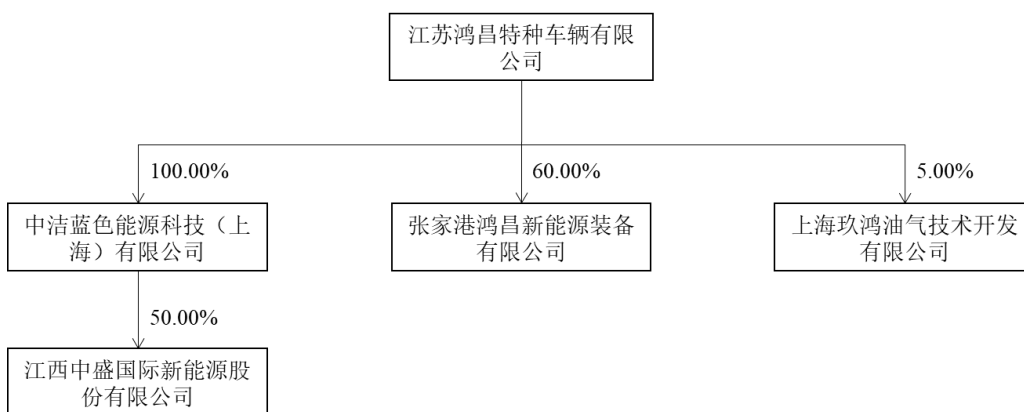 江苏鸿昌特种车辆有限
公司
100.00%
60.00%
5.00%
中洁蓝色能源科技（上
海）有限公司
张家港鸿昌新能源装备
有限公司
上海玖鸿油气技术开发
有限公司
50.00%
江西中盛国际新能源股
份有限公司